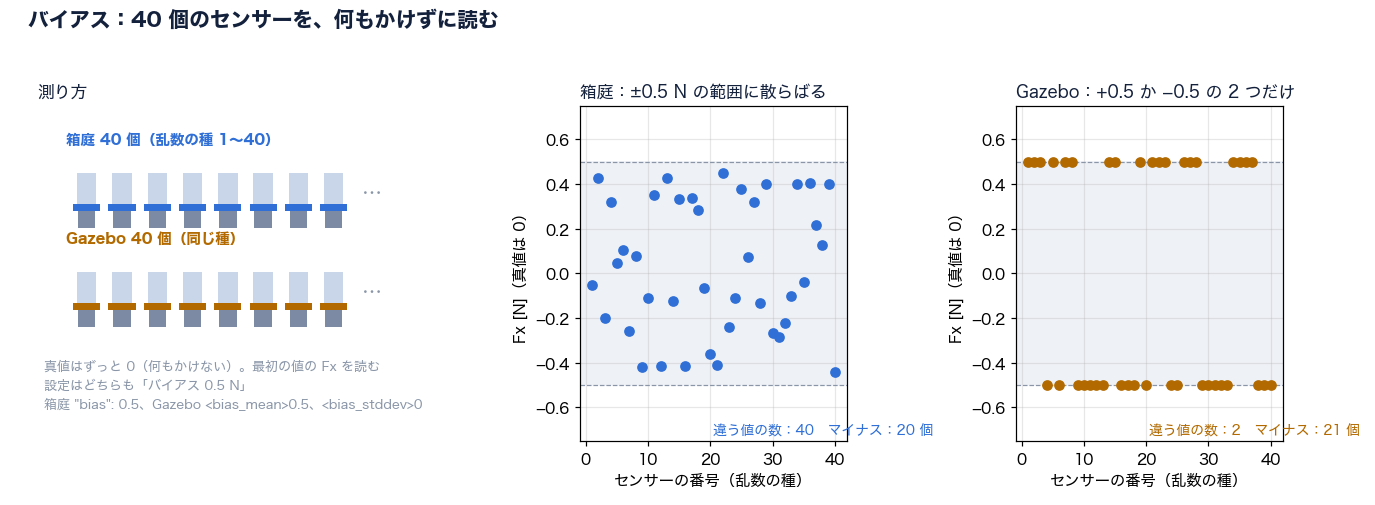 バイアス：40 個のセンサーを、何もかけずに読む
測り方
箱庭 40 個（乱数の種 1〜40）
…
Gazebo 40 個（同じ種）
…
真値はずっと 0（何もかけない）。最初の値の Fx を読む
設定はどちらも「バイアス 0.5 N」
箱庭 "bias": 0.5、Gazebo <bias_mean>0.5、<bias_stddev>0
箱庭：±0.5 N の範囲に散らばる
Fx [N]（真値は 0）
0.6
0.4
0.2
0.0
−0.2
−0.4
−0.6
違う値の数：40　マイナス：20 個
0 10 20 30 40
センサーの番号（乱数の種）
Gazebo：+0.5 か −0.5 の 2 つだけ
Fx [N]（真値は 0）
0.6
0.4
0.2
0.0
−0.2
−0.4
−0.6
違う値の数：2　マイナス：21 個
0 10 20 30 40
センサーの番号（乱数の種）